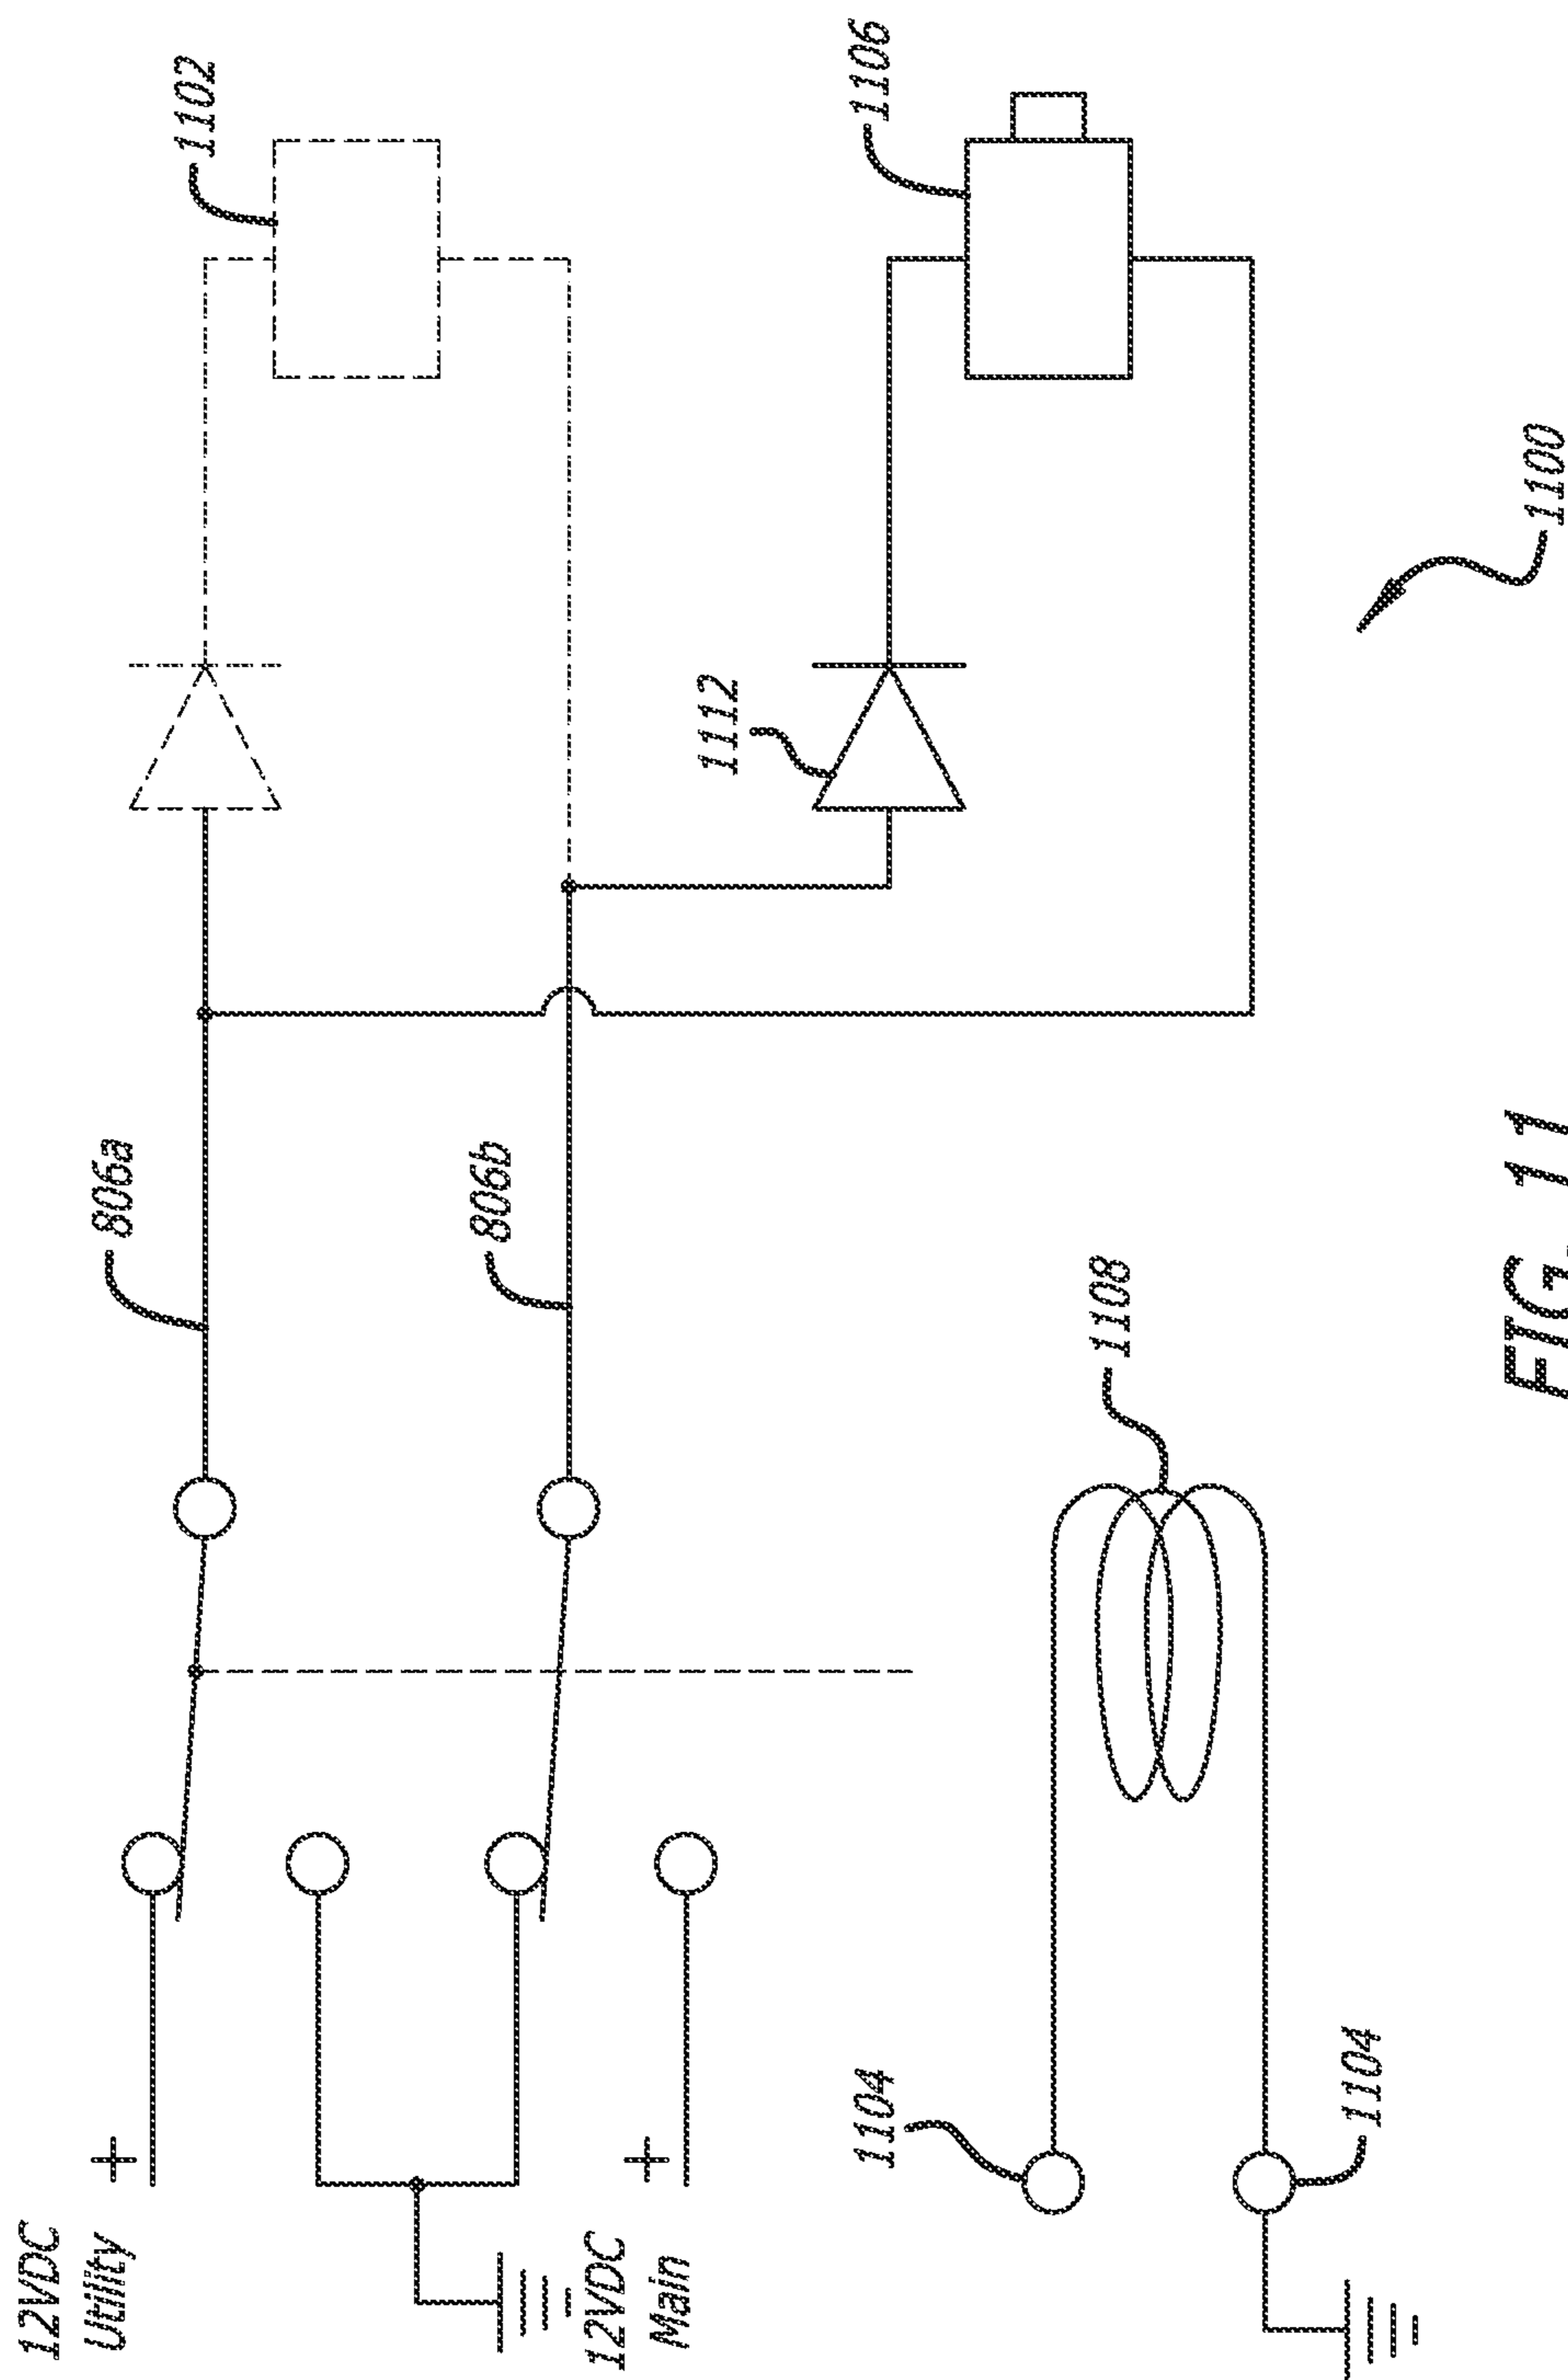 12VDC
Utility
+
12VDC
Main
+
806a
806b
1102
1112
1106
1104
1104
1108
1100
FIG. 11